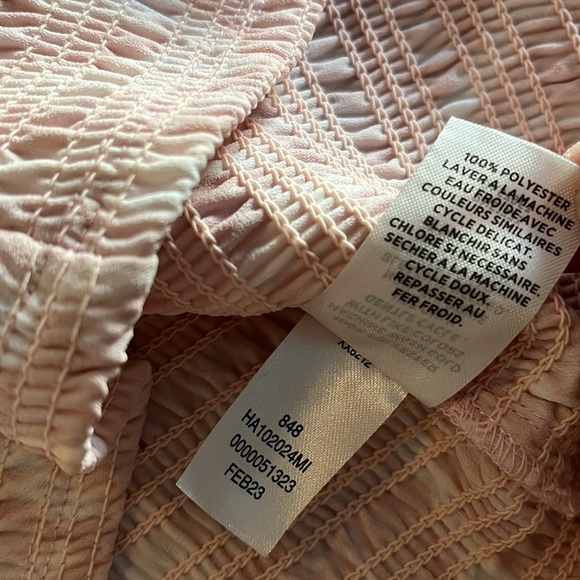 100% POLYESTER
LAVER A LA MACHINE
EAU FROIDE AVEC
COULEURS SIMILAIRES
CYCLE DELICAT.
BLANCHIR SANS
CHLORE SI NECESSAIRE.
SECHER A LA MACHINE
CYCLE DOUX.
REPASSER AU
FER FROID.
848
HA102024MI
0000051323
FEB23